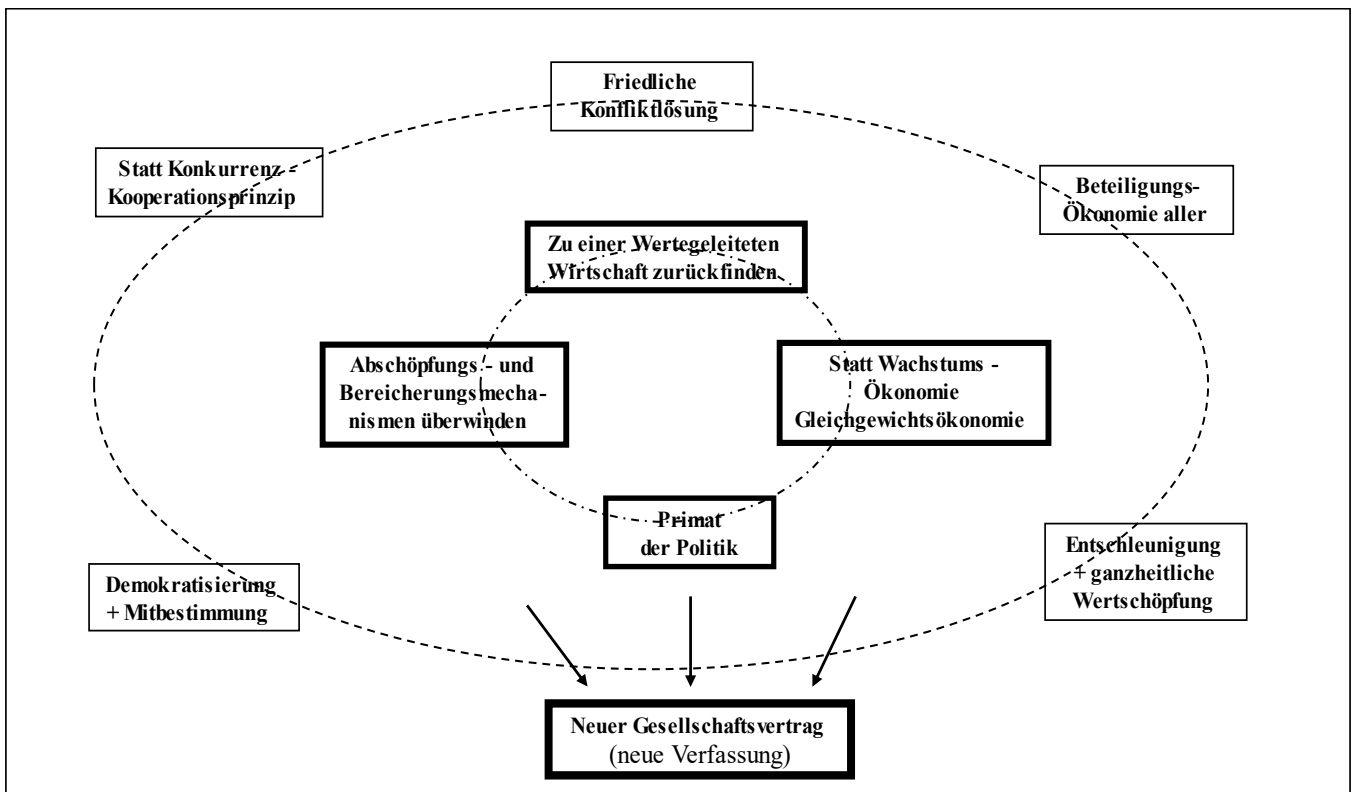 Friedliche
Konfliktlösung
Statt Konkurrenz -
Kooperationsprinzip
Beteiligungs-
Ökonomie aller
Zu einer Wertegeleiteten
Wirtschaft zurückfinden
Abschöpfungs - und
Bereicherungsmecha-
nismen überwinden
Statt Wachstums -
Ökonomie
Gleichgewichtsökonomie
Primat
der Politik
Demokratisierung
+ Mitbestimmung
Entschleunigung
+ ganzheitliche
Wertschöpfung
Neuer Gesellschaftsvertrag
(neue Verfassung)